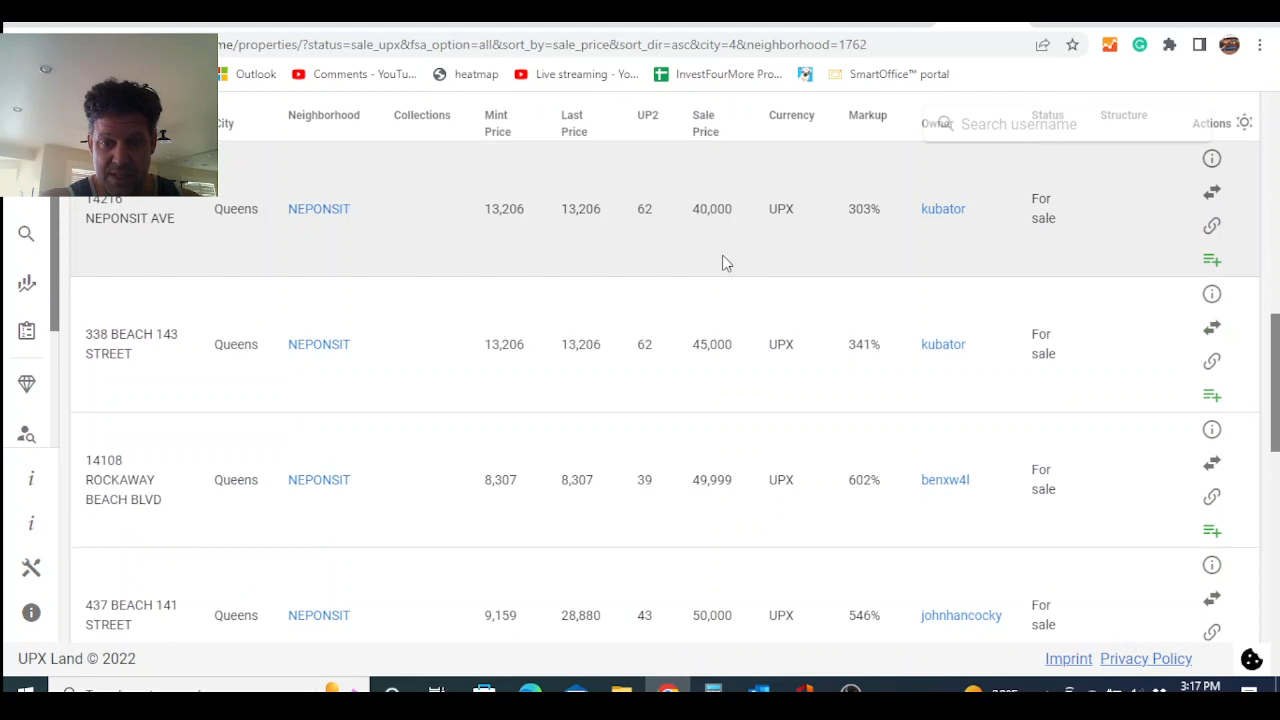 me/properties/?status=sale_upx&fsa_option=all&sort_by=sale_price&sort_dir=asc&city=4&neighborhood=1762
Outlook Comments - YouTu... heatmap Live streaming - Yo... InvestFourMore Pro... SmartOffice™ portal
City Neighborhood Collections Mint Price Last Price UP2 Sale Price Currency Markup Owner Search username Status Structure Actions
14216 NEPONSIT AVE Queens NEPONSIT 13,206 13,206 62 40,000 UPX 303% kubator For sale
338 BEACH 143 STREET Queens NEPONSIT 13,206 13,206 62 45,000 UPX 341% kubator For sale
14108 ROCKAWAY BEACH BLVD Queens NEPONSIT 8,307 8,307 39 49,999 UPX 602% benxw4l For sale
437 BEACH 141 STREET Queens NEPONSIT 9,159 28,880 43 50,000 UPX 546% johnhancocky For sale
UPX Land © 2022 Imprint Privacy Policy
3:17 PM